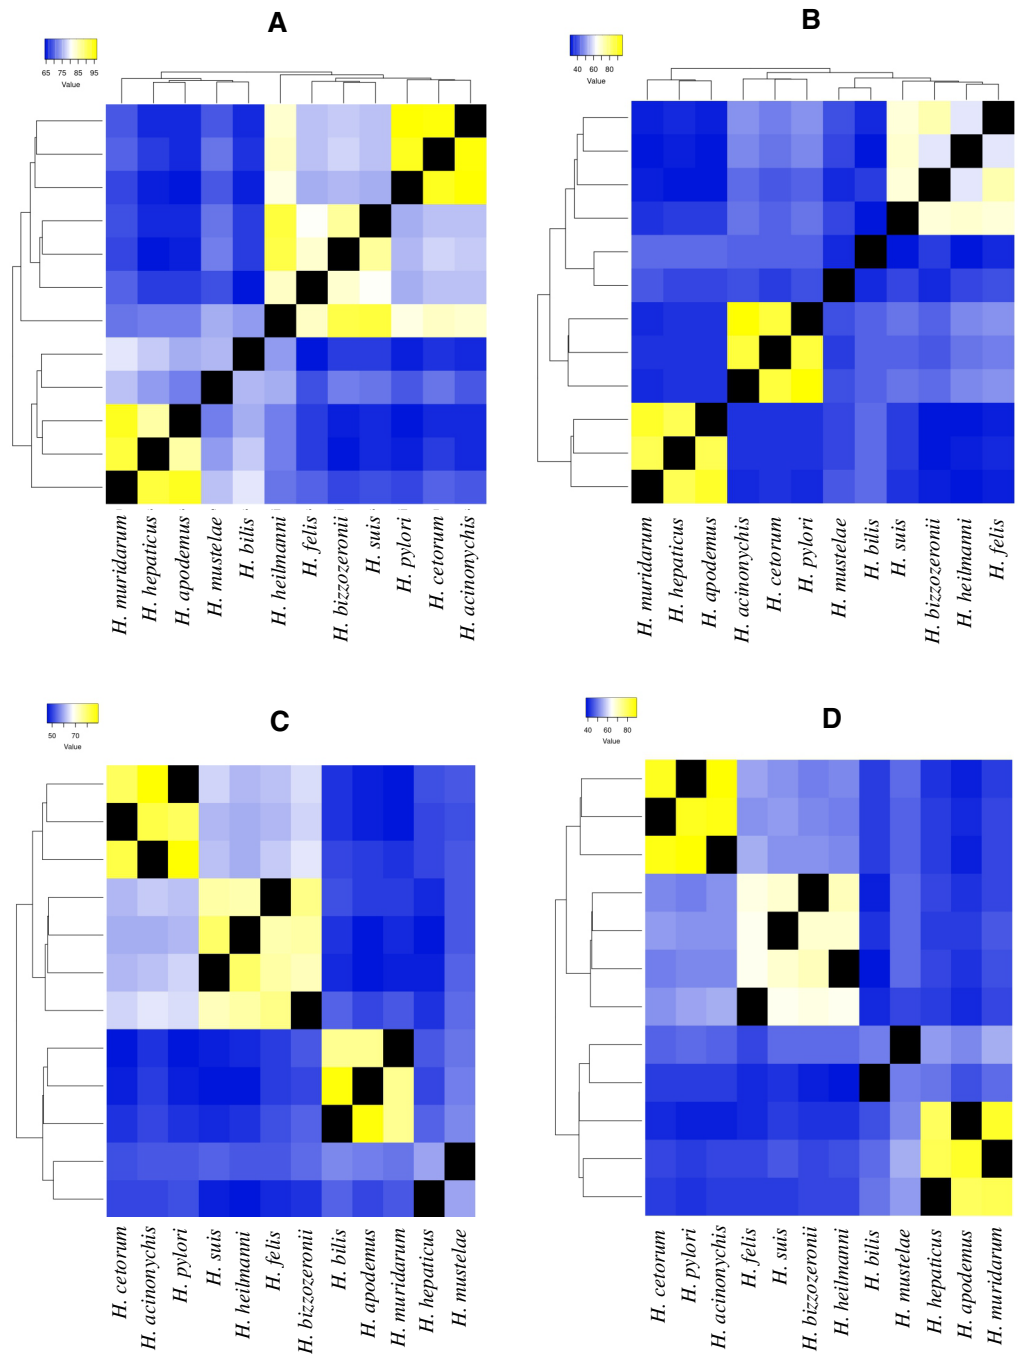 A
B
65 75 85 95
Value
40 60 80
Value
H. muridarum
H. hepaticus
H. apodemus
H. mustelae
H. bilis
H. heilmanni
H. felis
H. bizzozeronii
H. suis
H. pylori
H. cetorum
H. acinonychis
H. muridarum
H. hepaticus
H. apodemus
H. acinonychis
H. cetorum
H. pylori
H. mustelae
H. bilis
H. suis
H. bizzozeronii
H. heilmanni
H. felis
C
D
50 70
Value
40 60 80
Value
H. cetorum
H. acinonychis
H. pylori
H. suis
H. heilmanni
H. felis
H. bizzozeronii
H. bilis
H. apodemus
H. muridarum
H. hepaticus
H. mustelae
H. cetorum
H. pylori
H. acinonychis
H. felis
H. suis
H. bizzozeronii
H. heilmanni
H. bilis
H. mustelae
H. hepaticus
H. apodemus
H. muridarum